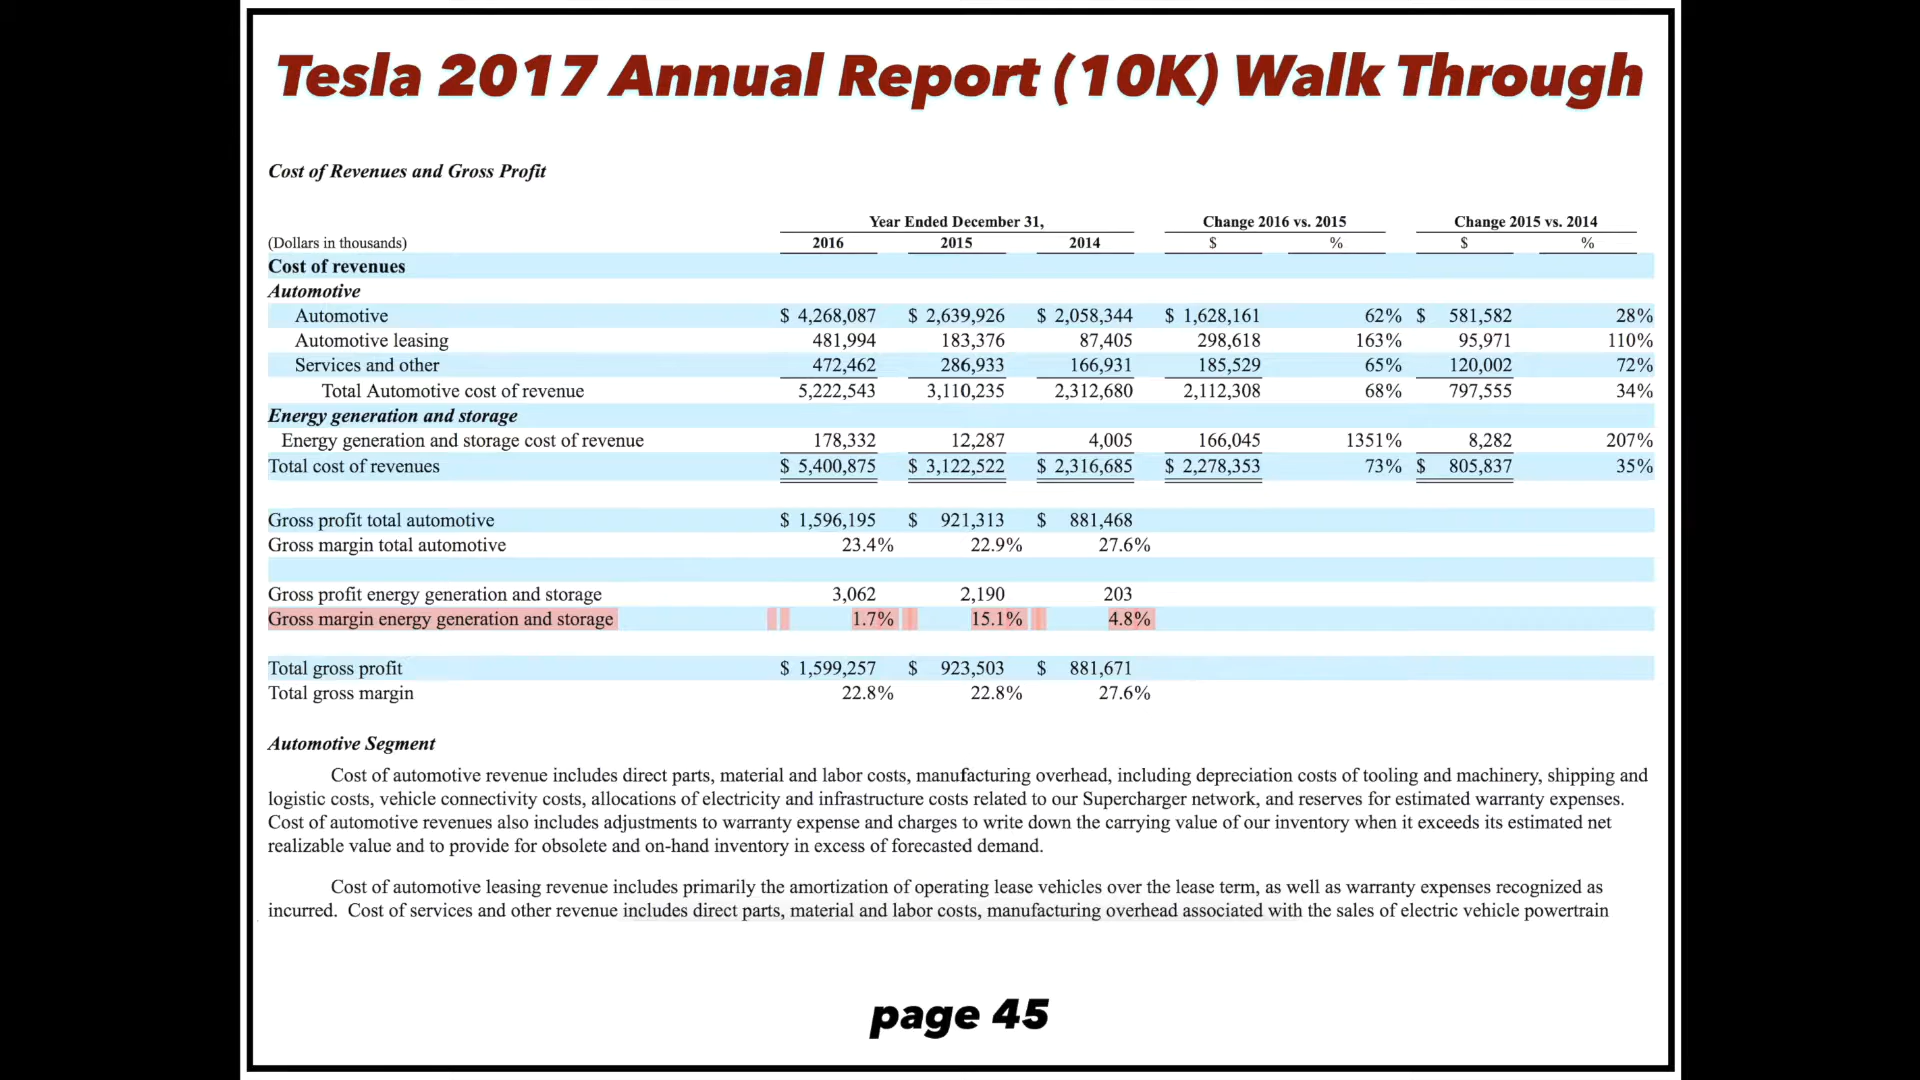 Tesla 2017 Annual Report (10K) Walk Through
Cost of Revenues and Gross Profit
Year Ended December 31, Change 2016 vs. 2015 Change 2015 vs. 2014
(Dollars in thousands) 2016 2015 2014 $ % $ %
Cost of revenues
Automotive
Automotive $ 4,268,087 $ 2,639,926 $ 2,058,344 $ 1,628,161 62% $ 581,582 28%
Automotive leasing 481,994 183,376 87,405 298,618 163% 95,971 110%
Services and other 472,462 286,933 166,931 185,529 65% 120,002 72%
Total Automotive cost of revenue 5,222,543 3,110,235 2,312,680 2,112,308 68% 797,555 34%
Energy generation and storage
Energy generation and storage cost of revenue 178,332 12,287 4,005 166,045 1351% 8,282 207%
Total cost of revenues $ 5,400,875 $ 3,122,522 $ 2,316,685 $ 2,278,353 73% $ 805,837 35%
Gross profit total automotive $ 1,596,195 $ 921,313 $ 881,468
Gross margin total automotive 23.4% 22.9% 27.6%
Gross profit energy generation and storage 3,062 2,190 203
Gross margin energy generation and storage 1.7% 15.1% 4.8%
Total gross profit $ 1,599,257 $ 923,503 $ 881,671
Total gross margin 22.8% 22.8% 27.6%
Automotive Segment
Cost of automotive revenue includes direct parts, material and labor costs, manufacturing overhead, including depreciation costs of tooling and machinery, shipping and
logistic costs, vehicle connectivity costs, allocations of electricity and infrastructure costs related to our Supercharger network, and reserves for estimated warranty expenses.
Cost of automotive revenues also includes adjustments to warranty expense and charges to write down the carrying value of our inventory when it exceeds its estimated net
realizable value and to provide for obsolete and on-hand inventory in excess of forecasted demand.
Cost of automotive leasing revenue includes primarily the amortization of operating lease vehicles over the lease term, as well as warranty expenses recognized as
incurred. Cost of services and other revenue includes direct parts, material and labor costs, manufacturing overhead associated with the sales of electric vehicle powertrain
page 45